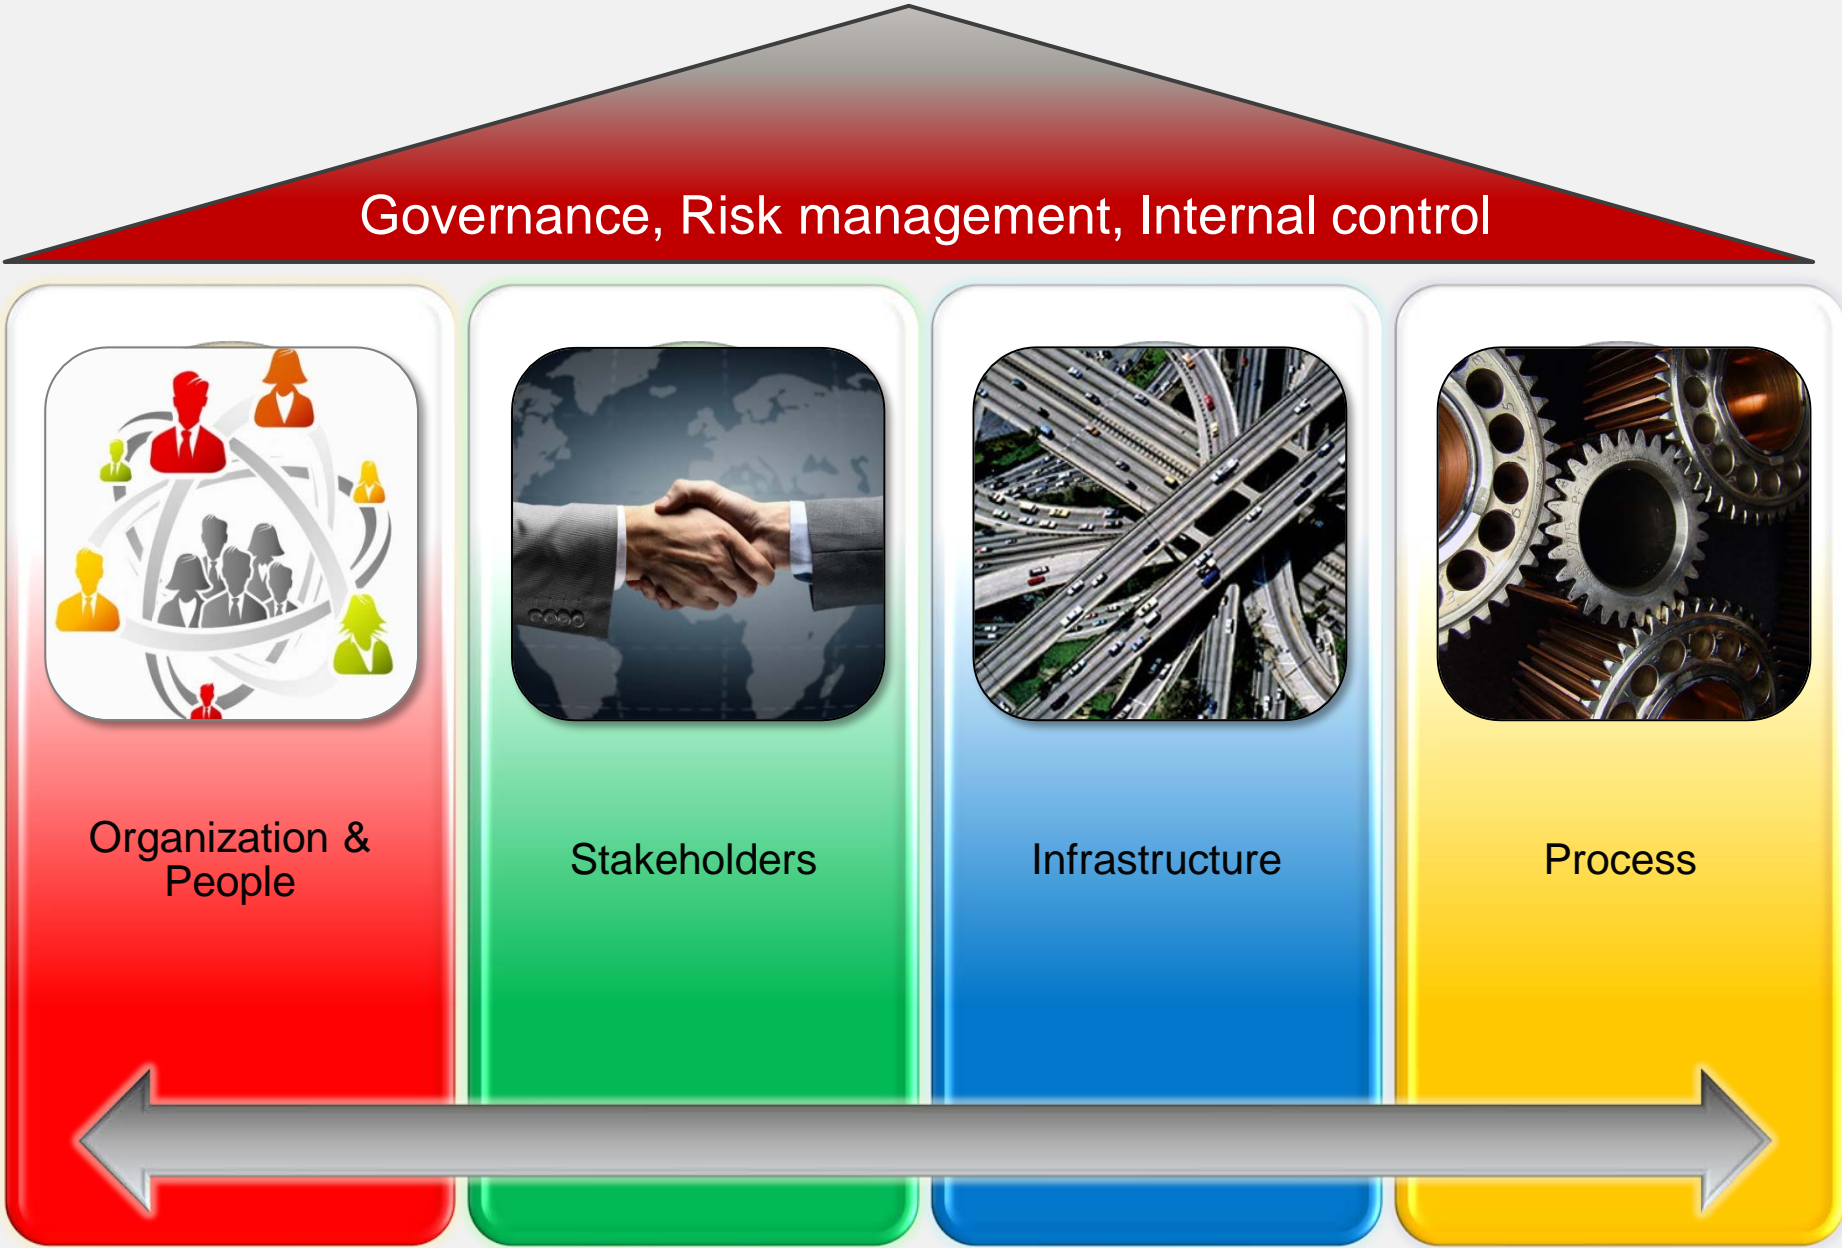 Governance, Risk management, Internal control
Organization &
People
Stakeholders
Infrastructure
Process